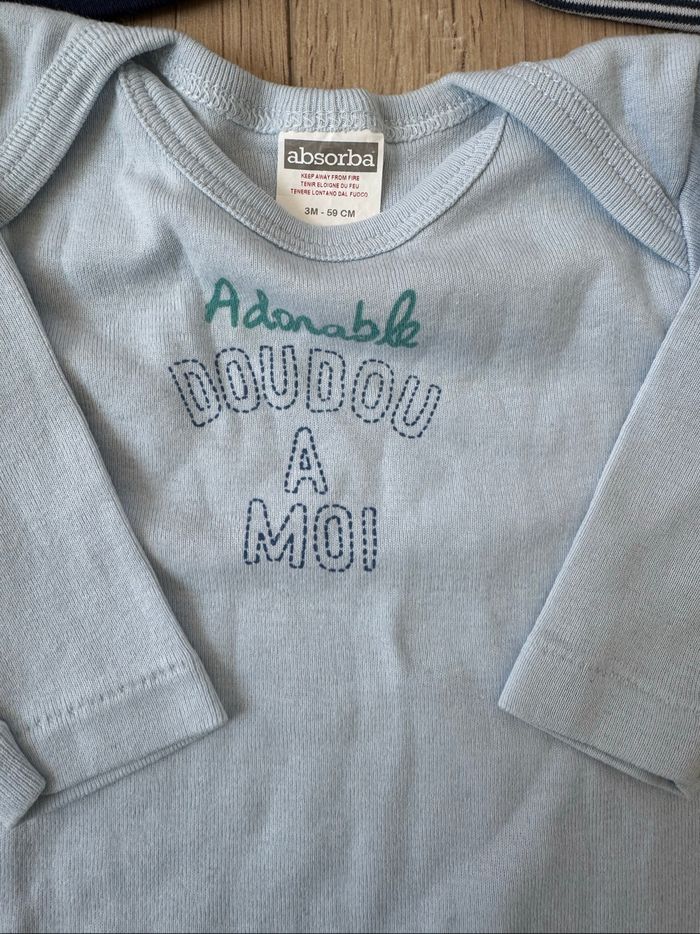 absorba
KEEP AWAY FROM FIRE
TENIR ELOIGNE DU FEU
TENERE LONTANO DAL FUOCO
3M - 59 CM
Adorable
DOUDOU
A
MOI